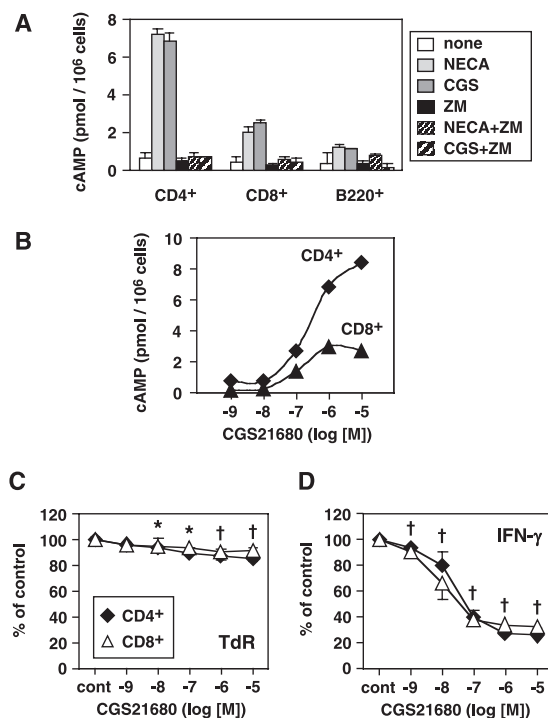 A
cAMP (pmol / 10⁶ cells)
8
6
4
2
0
CD4⁺ CD8⁺ B220⁺
none
NECA
CGS
ZM
NECA+ZM
CGS+ZM
B
cAMP (pmol / 10⁶ cells)
10
8
6
4
2
0
CD4⁺
CD8⁺
-9 -8 -7 -6 -5
CGS21680 (log [M])
C
% of control
120
100
80
60
40
20
0
* * † †
CD4⁺
CD8⁺
TdR
cont -9 -8 -7 -6 -5
CGS21680 (log [M])
D
% of control
120
100
80
60
40
20
0
† † † † †
IFN-γ
cont -9 -8 -7 -6 -5
CGS21680 (log [M])